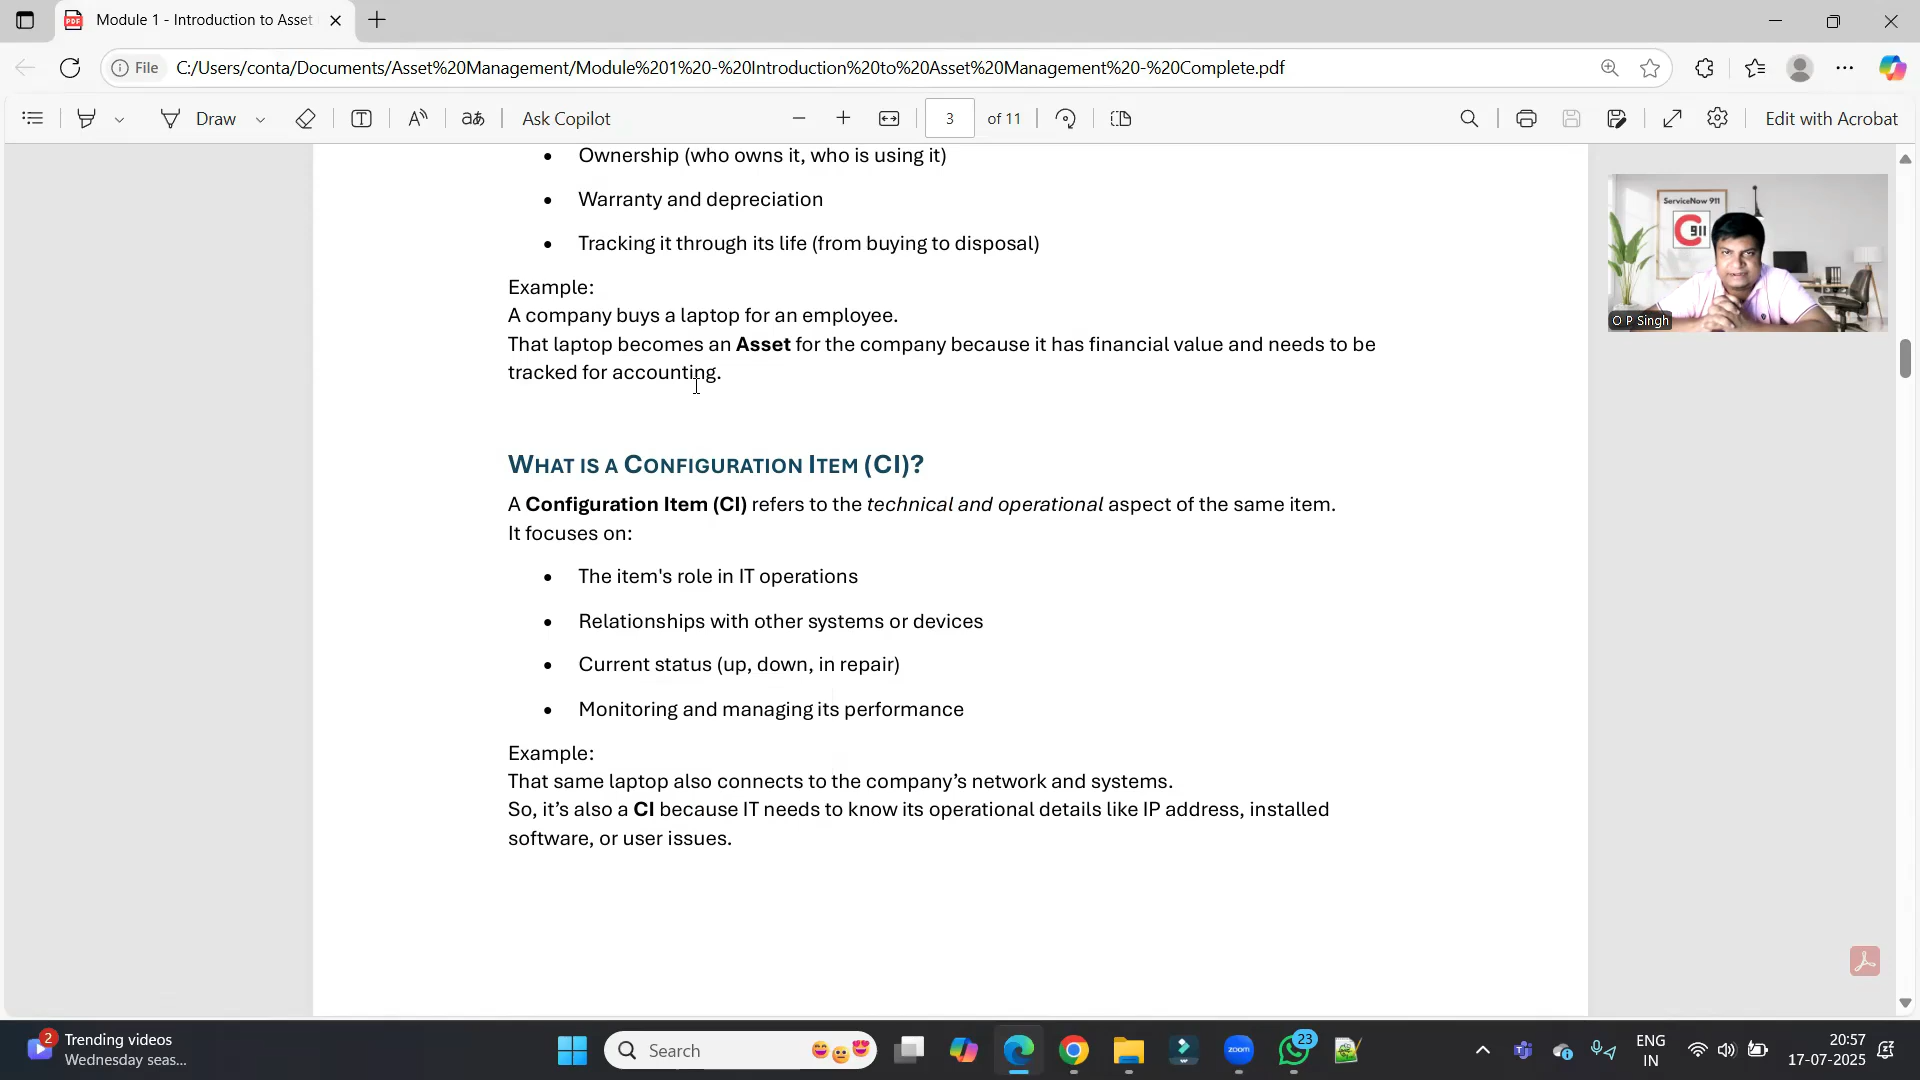 Module 1 - Introduction to Asset
File
C:/Users/conta/Documents/Asset%20Management/Module%201%20-%20Introduction%20to%20Asset%20Management%20-%20Complete.pdf
Draw
Ask Copilot
3
of 11
Edit with Acrobat
• Ownership (who owns it, who is using it)
• Warranty and depreciation
• Tracking it through its life (from buying to disposal)
Example:
A company buys a laptop for an employee.
That laptop becomes an Asset for the company because it has financial value and needs to be
tracked for accounting.
WHAT IS A CONFIGURATION ITEM (CI)?
A Configuration Item (CI) refers to the technical and operational aspect of the same item.
It focuses on:
• The item's role in IT operations
• Relationships with other systems or devices
• Current status (up, down, in repair)
• Monitoring and managing its performance
Example:
That same laptop also connects to the company’s network and systems.
So, it’s also a CI because IT needs to know its operational details like IP address, installed
software, or user issues.
ServiceNow 911
911
O P Singh
2
Trending videos
Wednesday seas...
Search
zoom
23
ENG
IN
20:57
17-07-2025